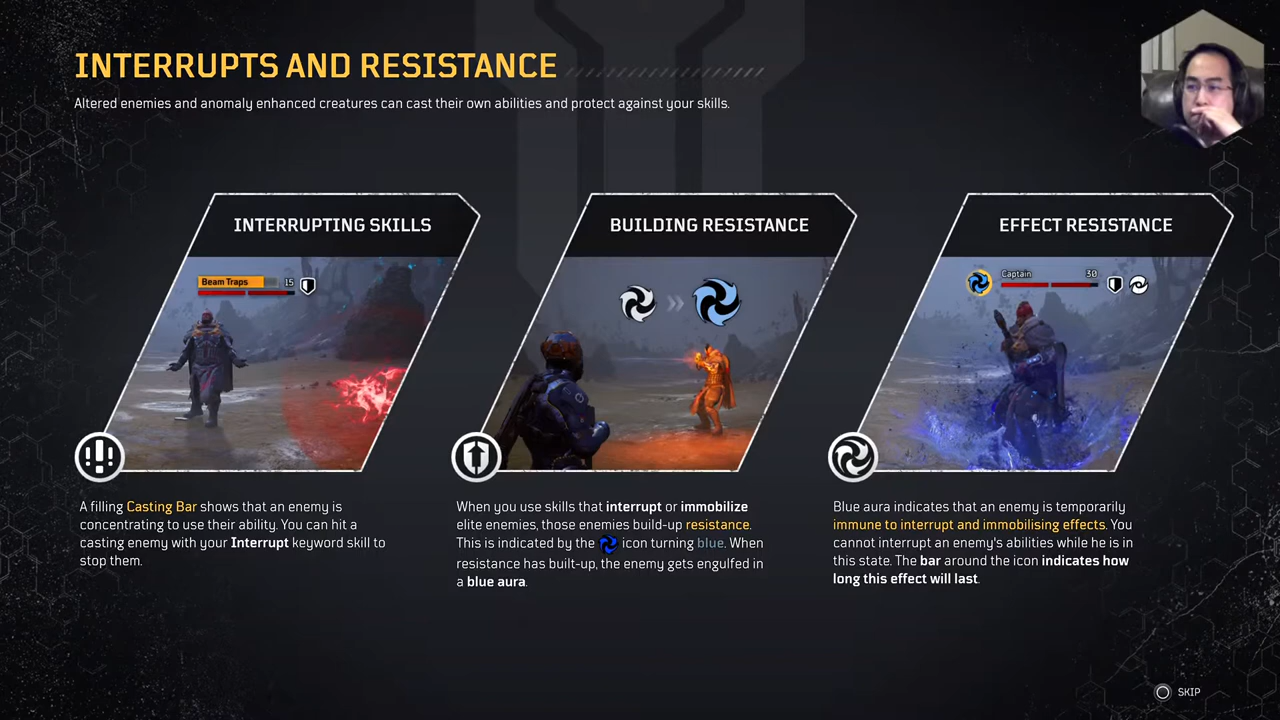 INTERRUPTS AND RESISTANCE
Altered enemies and anomaly enhanced creatures can cast their own abilities and protect against your skills.
INTERRUPTING SKILLS
Beam Traps 15
A filling Casting Bar shows that an enemy is
concentrating to use their ability. You can hit a
casting enemy with your Interrupt keyword skill to
stop them.
BUILDING RESISTANCE
When you use skills that interrupt or immobilize
elite enemies, those enemies build-up resistance.
This is indicated by the icon turning blue. When
resistance has built-up, the enemy gets engulfed in
a blue aura.
EFFECT RESISTANCE
Captain 30
Blue aura indicates that an enemy is temporarily
immune to interrupt and immobilising effects. You
cannot interrupt an enemy's abilities while he is in
this state. The bar around the icon indicates how
long this effect will last.
SKIP